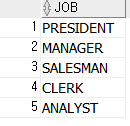 JOB
1 PRESIDENT
2 MANAGER
3 SALESMAN
4 CLERK
5 ANALYST